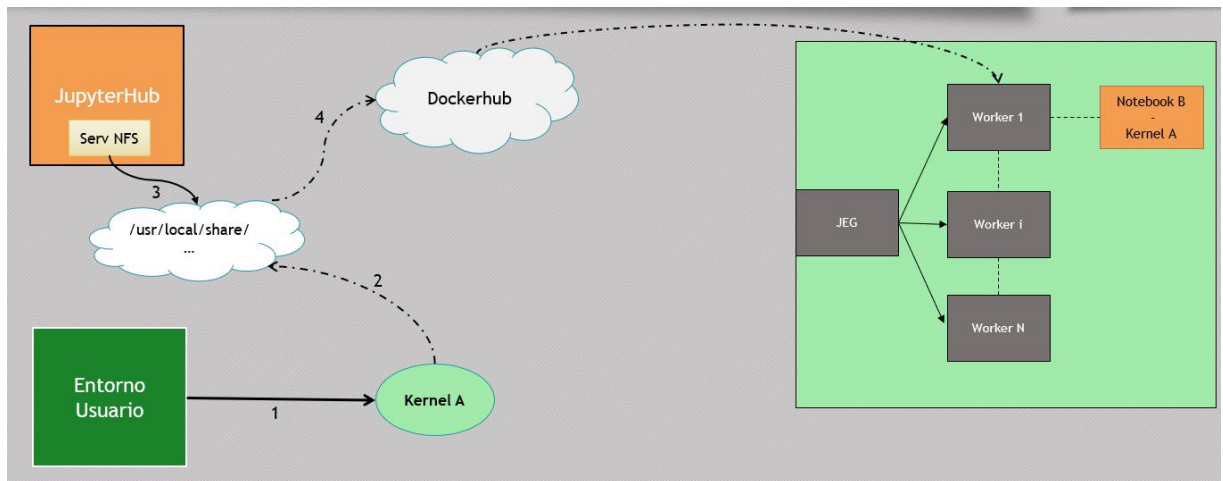 JupyterHub
Serv NFS
3
/usr/local/share/
...
4
Dockerhub
2
Entorno
Usuario
1
Kernel A
JEG
Worker 1
Worker i
Worker N
Notebook B
-
Kernel A